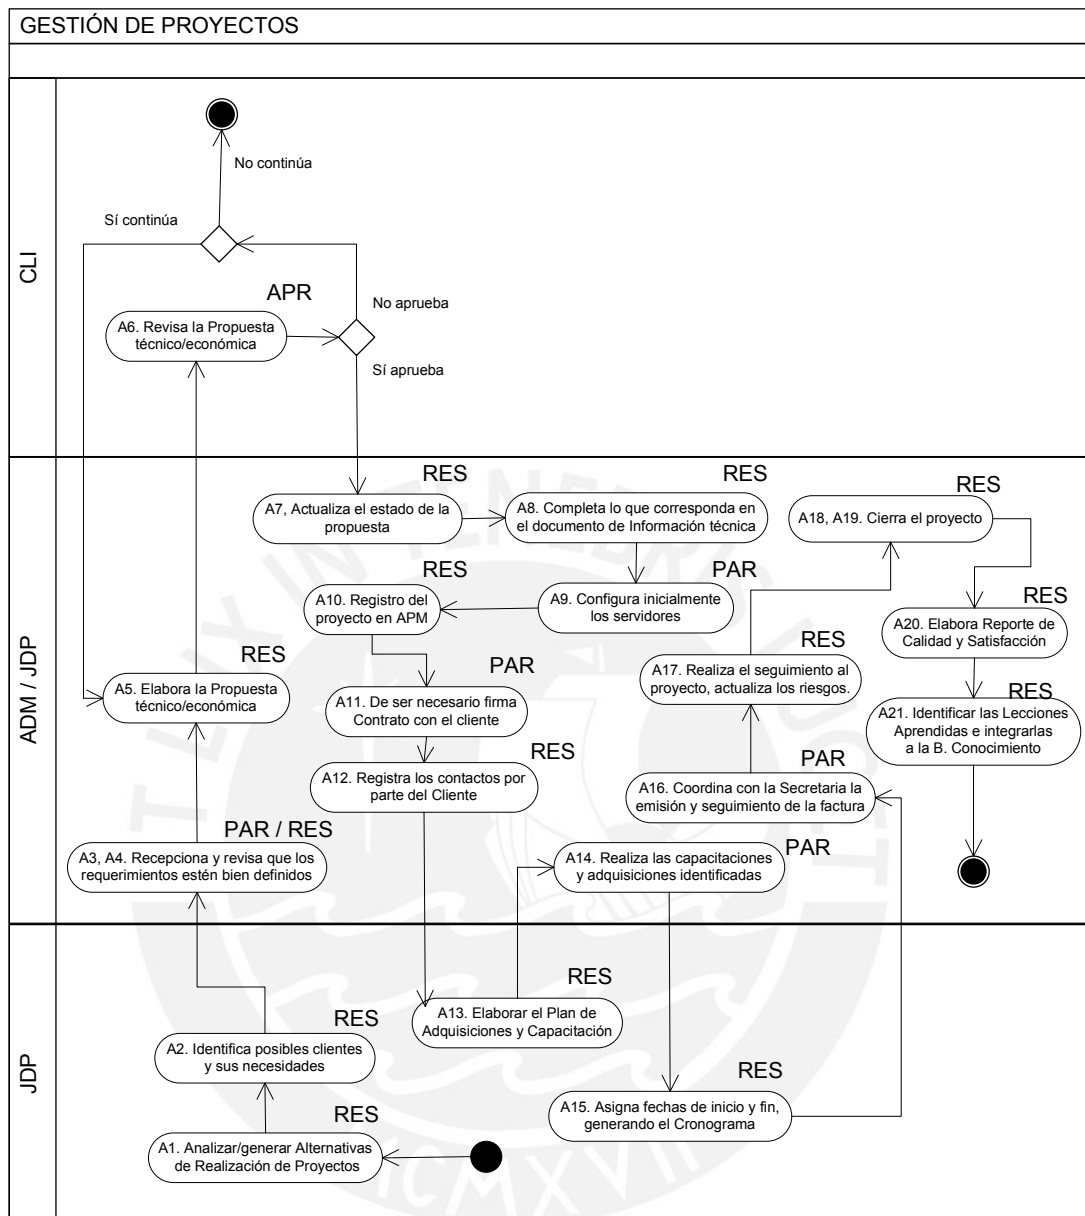 GESTIÓN DE PROYECTOS
CLI
No continúa
Sí continúa
APR
No aprueba
A6. Revisa la Propuesta
técnico/económica
Sí aprueba
ADM / JDP
RES
A7, Actualiza el estado de la
propuesta
RES
A8. Completa lo que corresponda en
el documento de Información técnica
RES
A18, A19. Cierra el proyecto
RES
A10. Registro del
proyecto en APM
PAR
A9. Configura inicialmente
los servidores
RES
A20. Elabora Reporte de
Calidad y Satisfacción
RES
A5. Elabora la Propuesta
técnico/económica
PAR
A11. De ser necesario firma
Contrato con el cliente
RES
A17. Realiza el seguimiento al
proyecto, actualiza los riesgos.
RES
A21. Identificar las Lecciones
Aprendidas e integrarlas
a la B. Conocimiento
RES
A12. Registra los contactos por
parte del Cliente
PAR
A16. Coordina con la Secretaria la
emisión y seguimiento de la factura
PAR / RES
A3, A4. Recepciona y revisa que los
requerimientos estén bien definidos
PAR
A14. Realiza las capacitaciones
y adquisiciones identificadas
JDP
RES
A13. Elaborar el Plan de
Adquisiciones y Capacitación
RES
A2. Identifica posibles clientes
y sus necesidades
RES
A15. Asigna fechas de inicio y fin,
generando el Cronograma
RES
A1. Analizar/generar Alternativas
de Realización de Proyectos